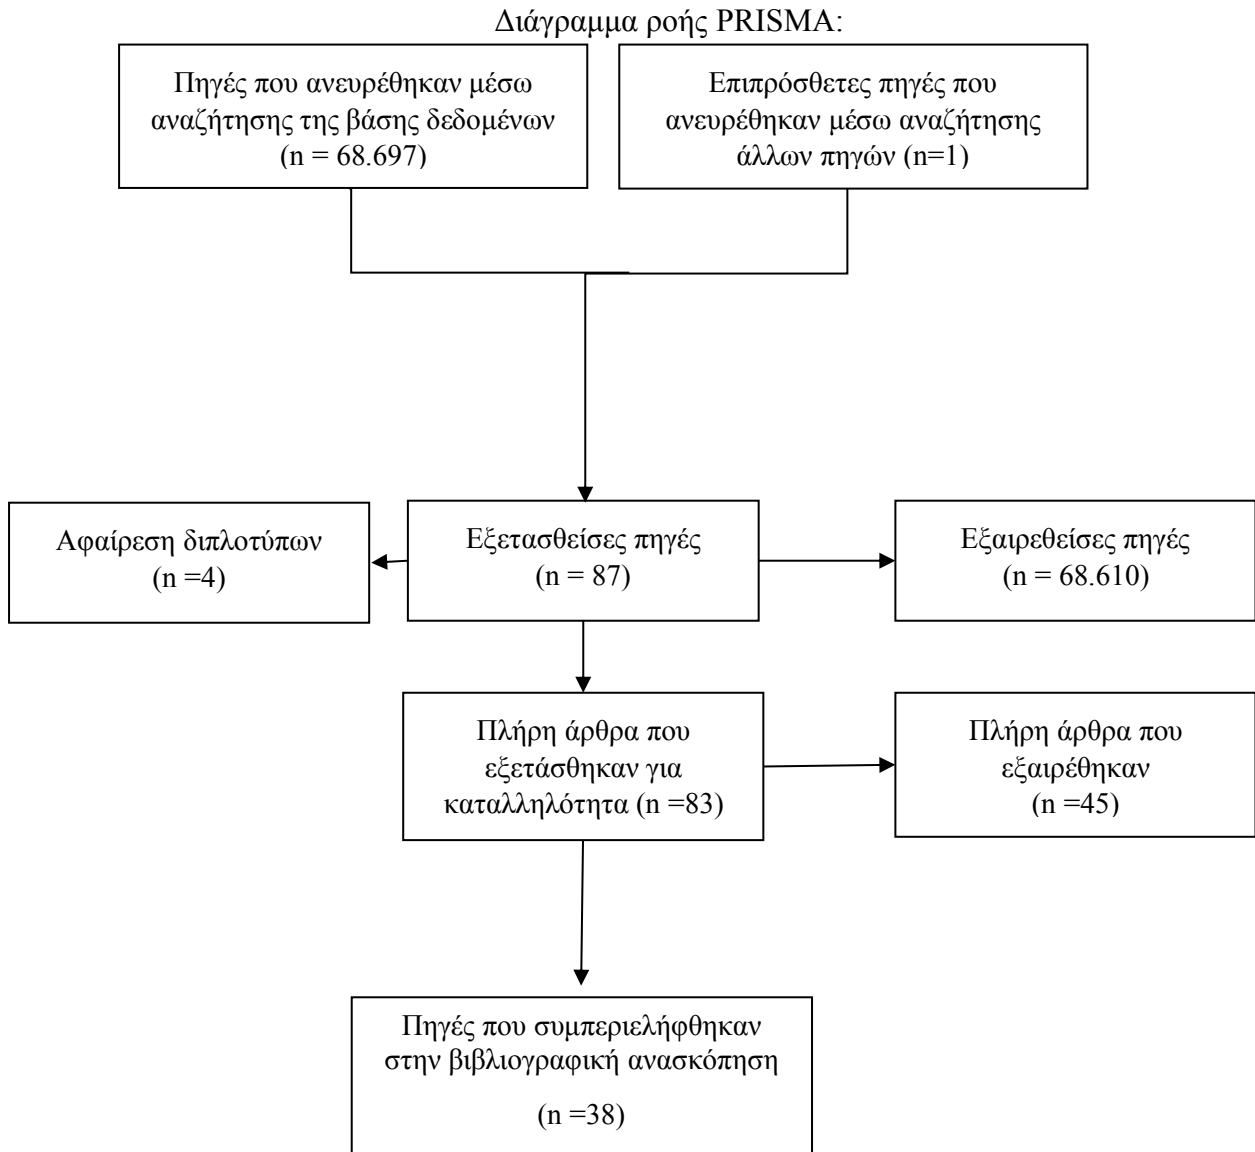 Διάγραμμα ροής PRISMA:
Πηγές που ανευρέθηκαν μέσω
αναζήτησης της βάσης δεδομένων
(n = 68.697)
Επιπρόσθετες πηγές που
ανευρέθηκαν μέσω αναζήτησης
άλλων πηγών (n=1)
Αφαίρεση διπλοτύπων
(n =4)
Εξετασθείσες πηγές
(n = 87)
Εξαιρεθείσες πηγές
(n = 68.610)
Πλήρη άρθρα που
εξετάσθηκαν για
καταλληλότητα (n =83)
Πλήρη άρθρα που
εξαιρέθηκαν
(n =45)
Πηγές που συμπεριελήφθηκαν
στην βιβλιογραφική ανασκόπηση
(n =38)